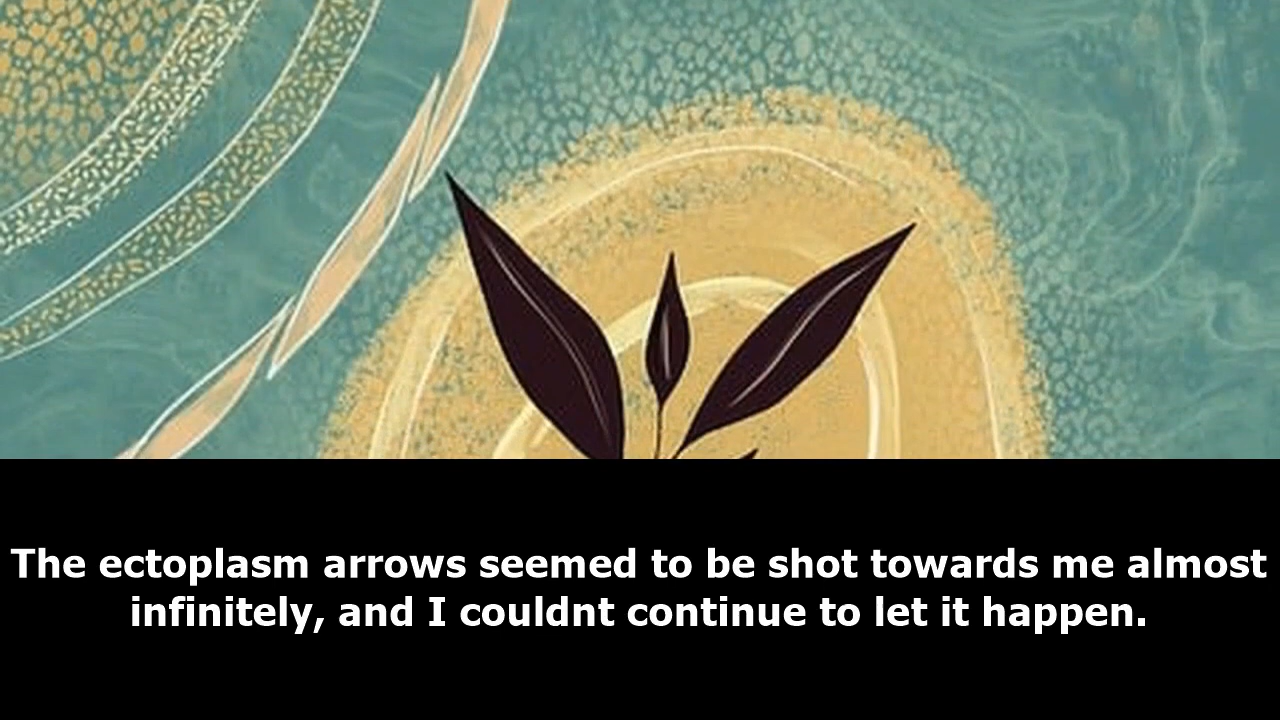 The ectoplasm arrows seemed to be shot towards me almost
infinitely, and I couldnt continue to let it happen.